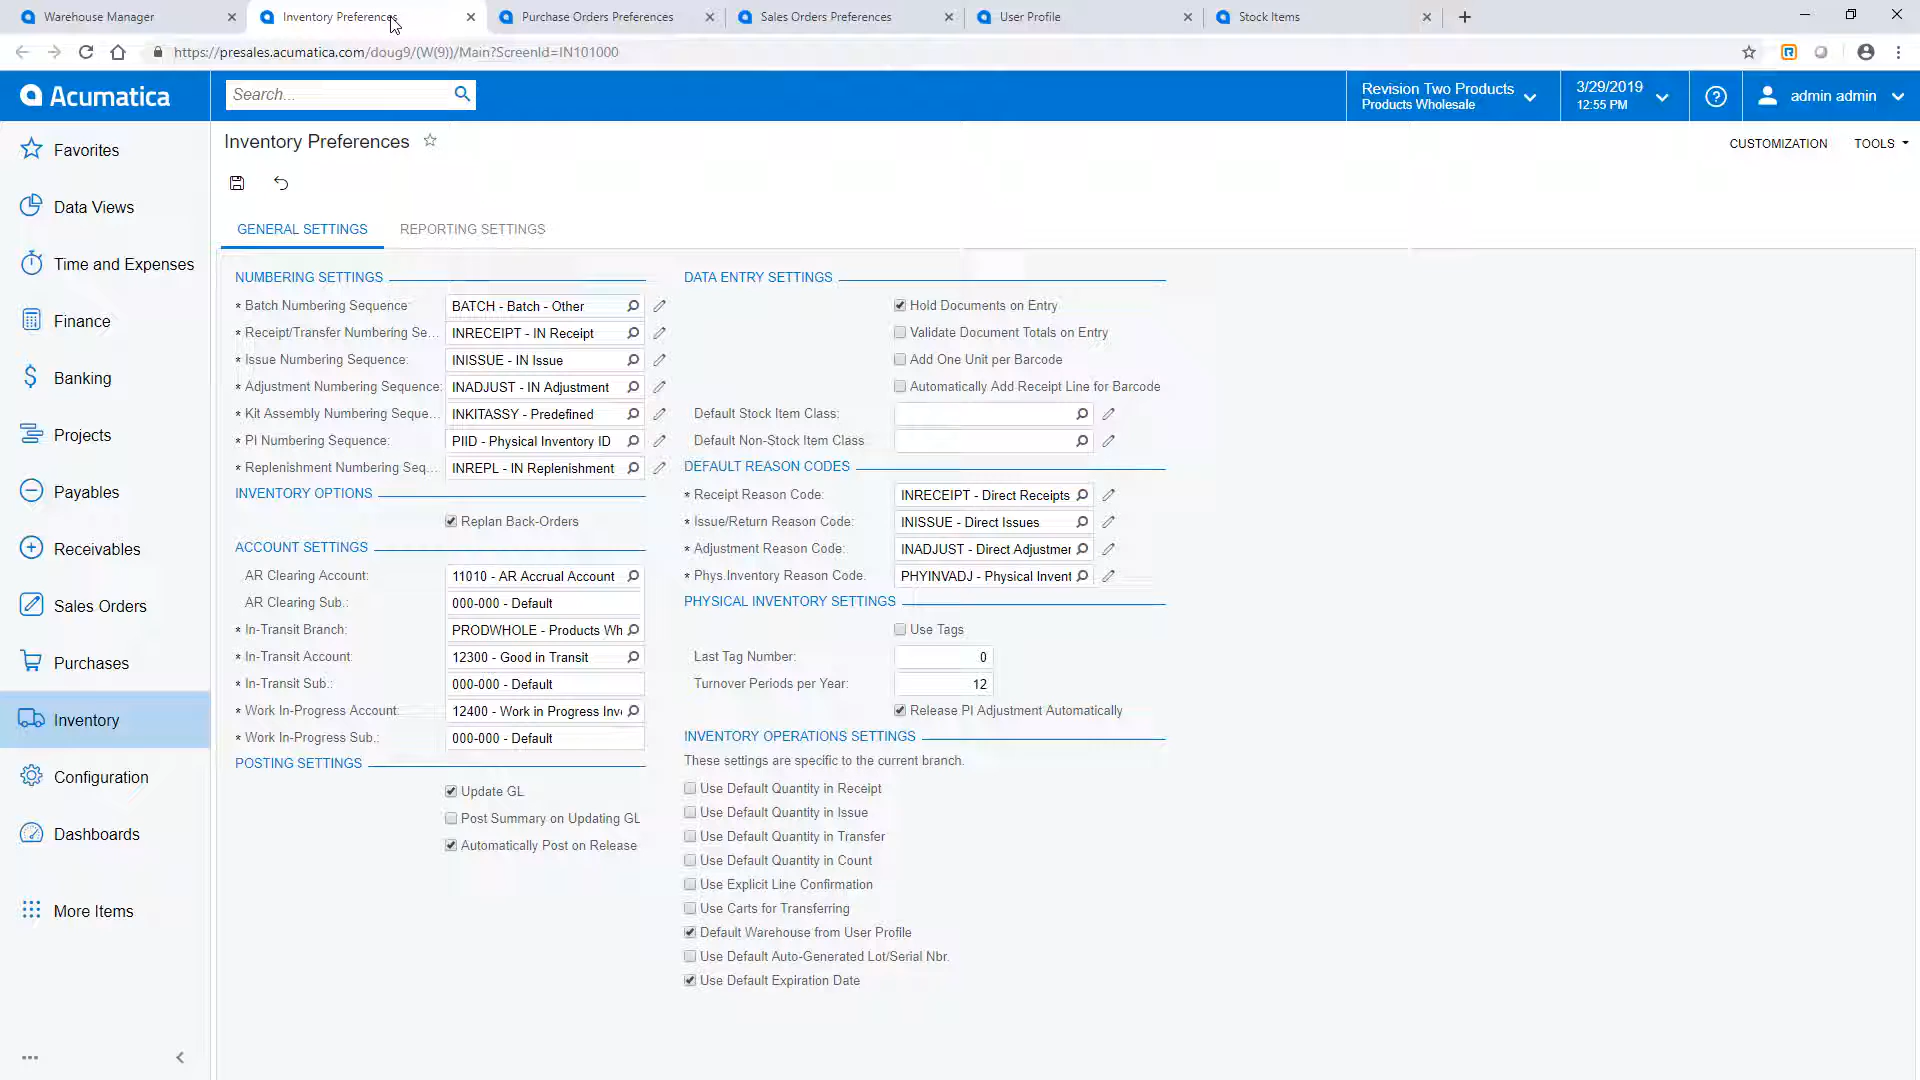 Warehouse Manager
Inventory Preferences
Purchase Orders Preferences
Sales Orders Preferences
User Profile
Stock Items
https://presales.acumatica.com/doug9/(W(9))/Main?ScreenId=IN101000
Acumatica
Search...
Revision Two Products
Products Wholesale
3/29/2019
12:55 PM
admin admin
Favorites
Data Views
Time and Expenses
Finance
Banking
Projects
Payables
Receivables
Sales Orders
Purchases
Inventory
Configuration
Dashboards
More Items
Inventory Preferences
CUSTOMIZATION
TOOLS
GENERAL SETTINGS
REPORTING SETTINGS
NUMBERING SETTINGS
* Batch Numbering Sequence BATCH - Batch - Other
* Receipt/Transfer Numbering Se... INRECEIPT - IN Receipt
* Issue Numbering Sequence: INISSUE - IN Issue
* Adjustment Numbering Sequence: INADJUST - IN Adjustment
* Kit Assembly Numbering Seque... INKITASSY - Predefined
* PI Numbering Sequence: PIID - Physical Inventory ID
* Replenishment Numbering Seq... INREPL - IN Replenishment
INVENTORY OPTIONS
Replan Back-Orders
ACCOUNT SETTINGS
AR Clearing Account: 11010 - AR Accrual Account
AR Clearing Sub.: 000-000 - Default
* In-Transit Branch: PRODWHOLE - Products Wh
* In-Transit Account: 12300 - Good in Transit
* In-Transit Sub.: 000-000 - Default
* Work In-Progress Account: 12400 - Work in Progress Inv
* Work In-Progress Sub.: 000-000 - Default
POSTING SETTINGS
Update GL
Post Summary on Updating GL
Automatically Post on Release
DATA ENTRY SETTINGS
Hold Documents on Entry
Validate Document Totals on Entry
Add One Unit per Barcode
Automatically Add Receipt Line for Barcode
Default Stock Item Class:
Default Non-Stock Item Class
DEFAULT REASON CODES
* Receipt Reason Code: INRECEIPT - Direct Receipts
* Issue/Return Reason Code: INISSUE - Direct Issues
* Adjustment Reason Code: INADJUST - Direct Adjustmer
* Phys.Inventory Reason Code. PHYINVADJ - Physical Invent
PHYSICAL INVENTORY SETTINGS
Use Tags
Last Tag Number: 0
Turnover Periods per Year: 12
Release PI Adjustment Automatically
INVENTORY OPERATIONS SETTINGS
These settings are specific to the current branch.
Use Default Quantity in Receipt
Use Default Quantity in Issue
Use Default Quantity in Transfer
Use Default Quantity in Count
Use Explicit Line Confirmation
Use Carts for Transferring
Default Warehouse from User Profile
Use Default Auto-Generated Lot/Serial Nbr.
Use Default Expiration Date